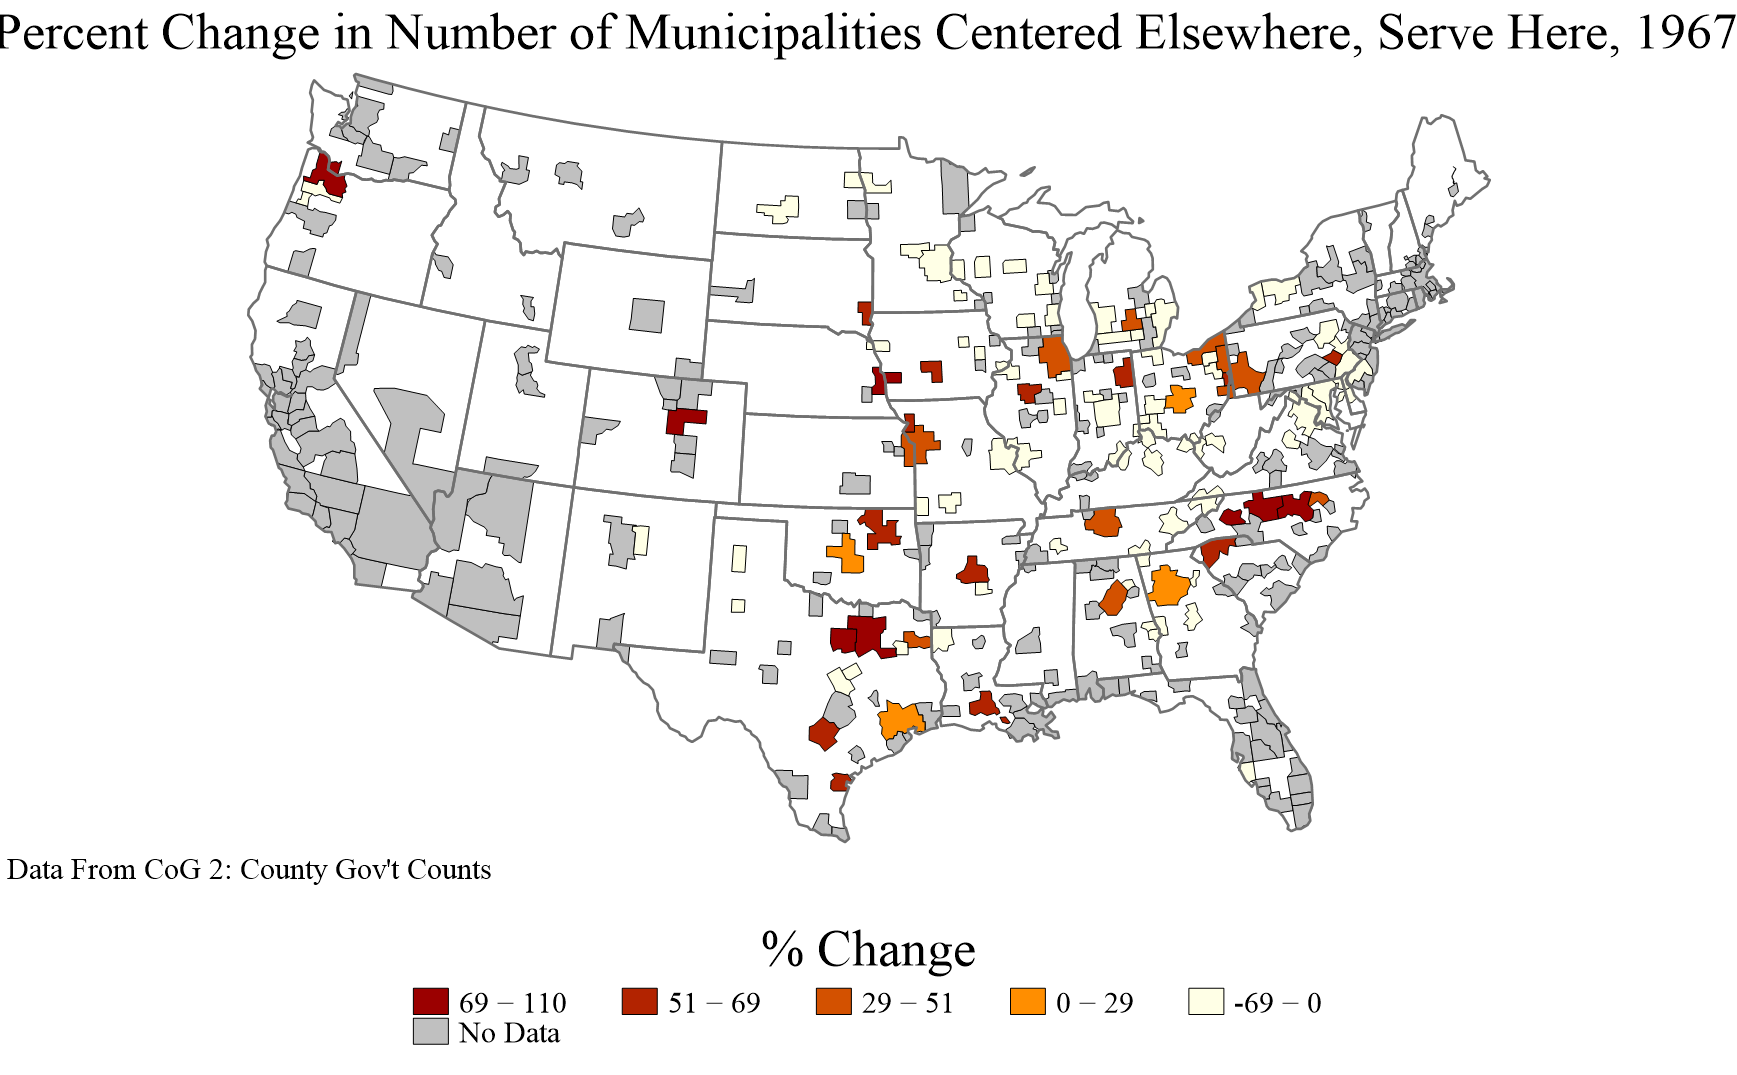 Percent Change in Number of Municipalities Centered Elsewhere, Serve Here, 1967
Data From CoG 2: County Gov't Counts
% Change
69 − 110
51 − 69
29 − 51
0 − 29
-69 − 0
No Data